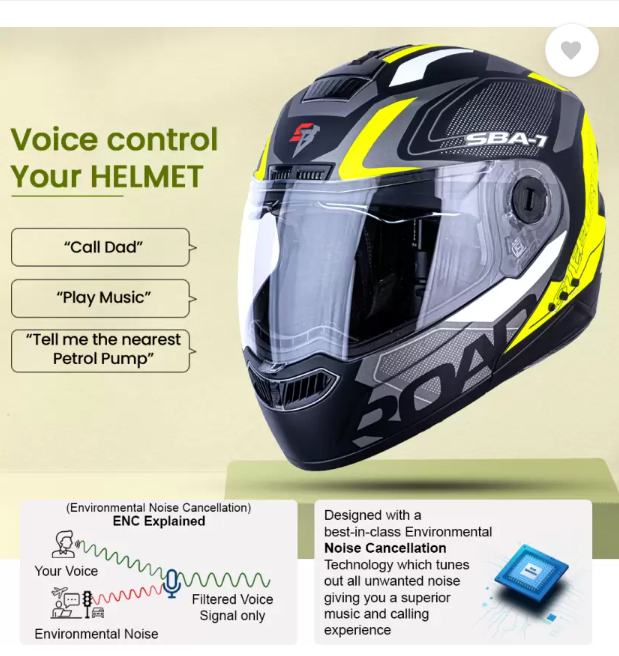 Voice control
Your HELMET
“Call Dad”
“Play Music”
“Tell me the nearest
Petrol Pump”
SBA-7
ROAD
(Environmental Noise Cancellation)
ENC Explained
Your Voice
Filtered Voice
Signal only
Environmental Noise
Designed with a
best-in-class Environmental
Noise Cancellation
Technology which tunes
out all unwanted noise
giving you a superior
music and calling
experience